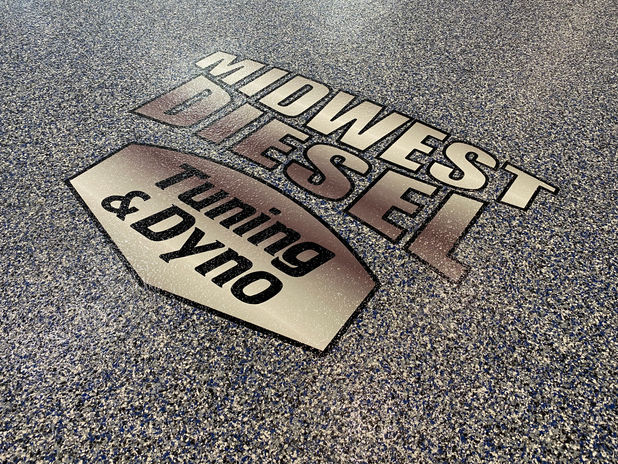 MIDWEST
DIESEL
Tuning
& Dyno